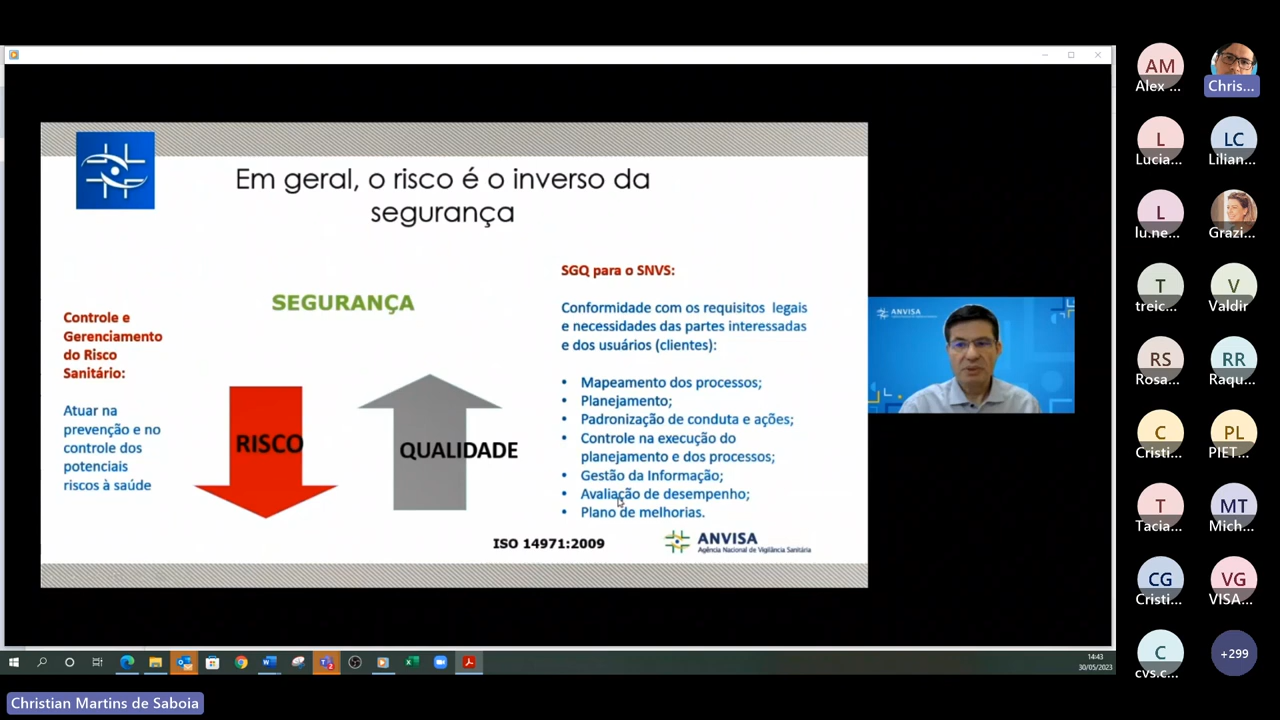 Em geral, o risco é o inverso da
segurança
SEGURANÇA
Controle e
Gerenciamento
do Risco
Sanitário:
Atuar na
prevenção e no
controle dos
potenciais
riscos à saúde
RISCO
QUALIDADE
SGQ para o SNVS:
Conformidade com os requisitos legais
e necessidades das partes interessadas
e dos usuários (clientes):
• Mapeamento dos processos;
• Planejamento;
• Padronização de conduta e ações;
• Controle na execução do
planejamento e dos processos;
• Gestão da Informação;
• Avaliação de desempenho;
• Plano de melhorias.
ISO 14971:2009
ANVISA
Agência Nacional de Vigilância Sanitária
ANVISA
AM
Alex ...
Chris...
L
Lucia...
LC
Lilian...
L
lu.ne...
Grazi...
T
treic...
V
Valdir
RS
Rosa...
RR
Raqu...
C
Cristi...
PL
PIET...
T
Tacia...
MT
Mich...
CG
Cristi...
VG
VISA...
C
cvs.c...
+299
14:43
30/05/2023
Christian Martins de Saboia